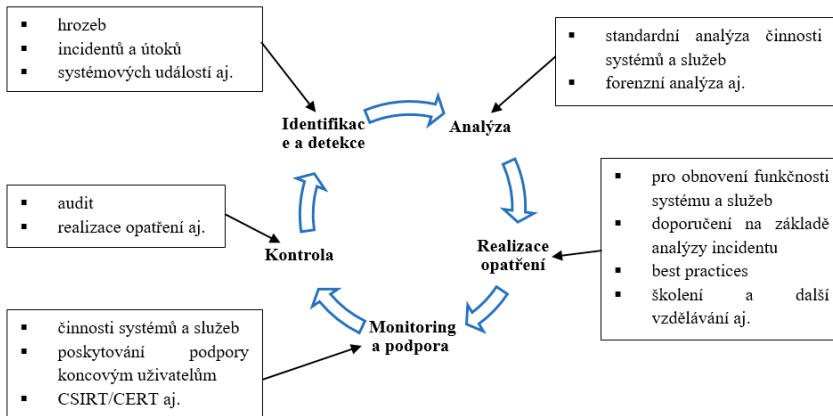 ▪ hrozeb
▪ incidentů a útoků
▪ systémových událostí aj.
▪ standardní analýza činnosti
systémů a služeb
▪ forenzní analýza aj.
Identifikac
e a detekce
Analýza
▪ audit
▪ realizace opatření aj.
Kontrola
Realizace
opatření
▪ pro obnovení funkčnosti
systému a služeb
▪ doporučení na základě
analýzy incidentu
▪ best practices
▪ školení a další
vzdělávání aj.
▪ činnosti systémů a služeb
▪ poskytování podpory
koncovým uživatelům
▪ CSIRT/CERT aj.
Monitoring
a podpora